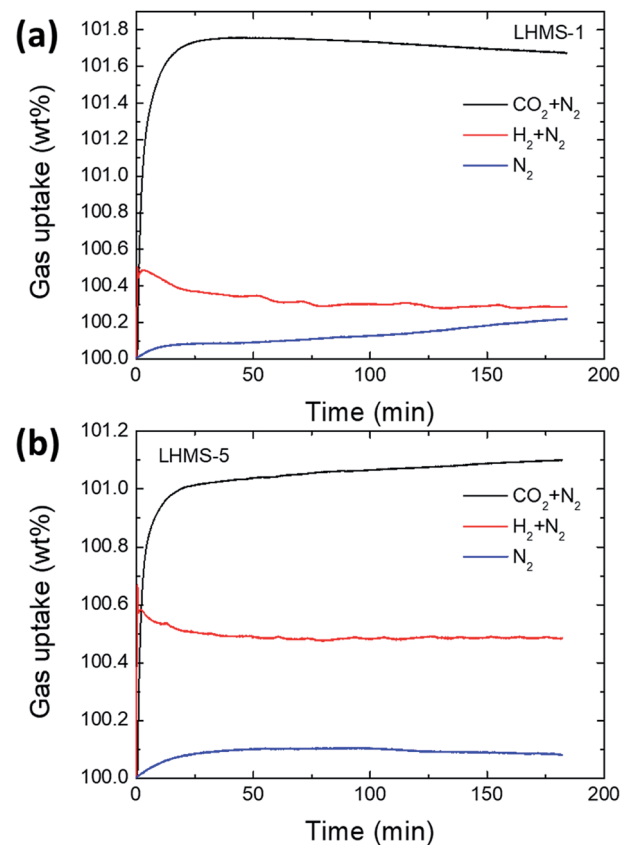 (a)
LHMS-1
CO₂+N₂
H₂+N₂
N₂
Gas uptake (wt%)
101.8
101.6
101.4
101.2
101.0
100.8
100.6
100.4
100.2
100.0
0 50 100 150 200
Time (min)
(b)
LHMS-5
CO₂+N₂
H₂+N₂
N₂
Gas uptake (wt%)
101.2
101.0
100.8
100.6
100.4
100.2
100.0
0 50 100 150 200
Time (min)